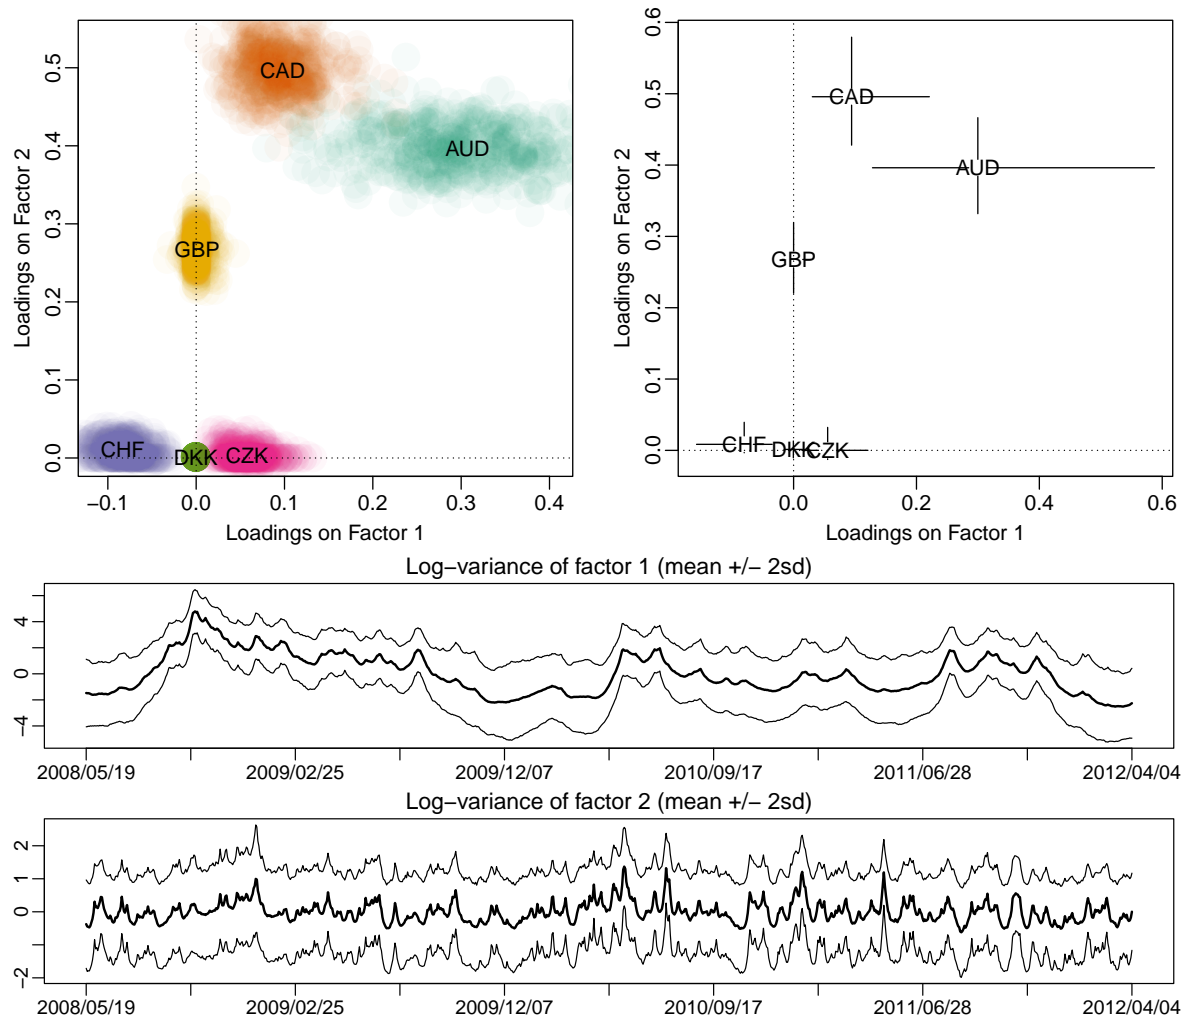 CAD
AUD
GBP
CHF
DKK
CZK
0.0
0.1
0.2
0.3
0.4
0.5
Loadings on Factor 2
−0.1
0.0
0.1
0.2
0.3
0.4
Loadings on Factor 1
CAD
AUD
GBP
CHF
DKK
CZK
0.0
0.1
0.2
0.3
0.4
0.5
0.6
Loadings on Factor 2
0.0
0.2
0.4
0.6
Loadings on Factor 1
Log−variance of factor 1 (mean +/− 2sd)
4
0
−4
2008/05/19
2009/02/25
2009/12/07
2010/09/17
2011/06/28
2012/04/04
Log−variance of factor 2 (mean +/− 2sd)
2
1
0
−2
2008/05/19
2009/02/25
2009/12/07
2010/09/17
2011/06/28
2012/04/04